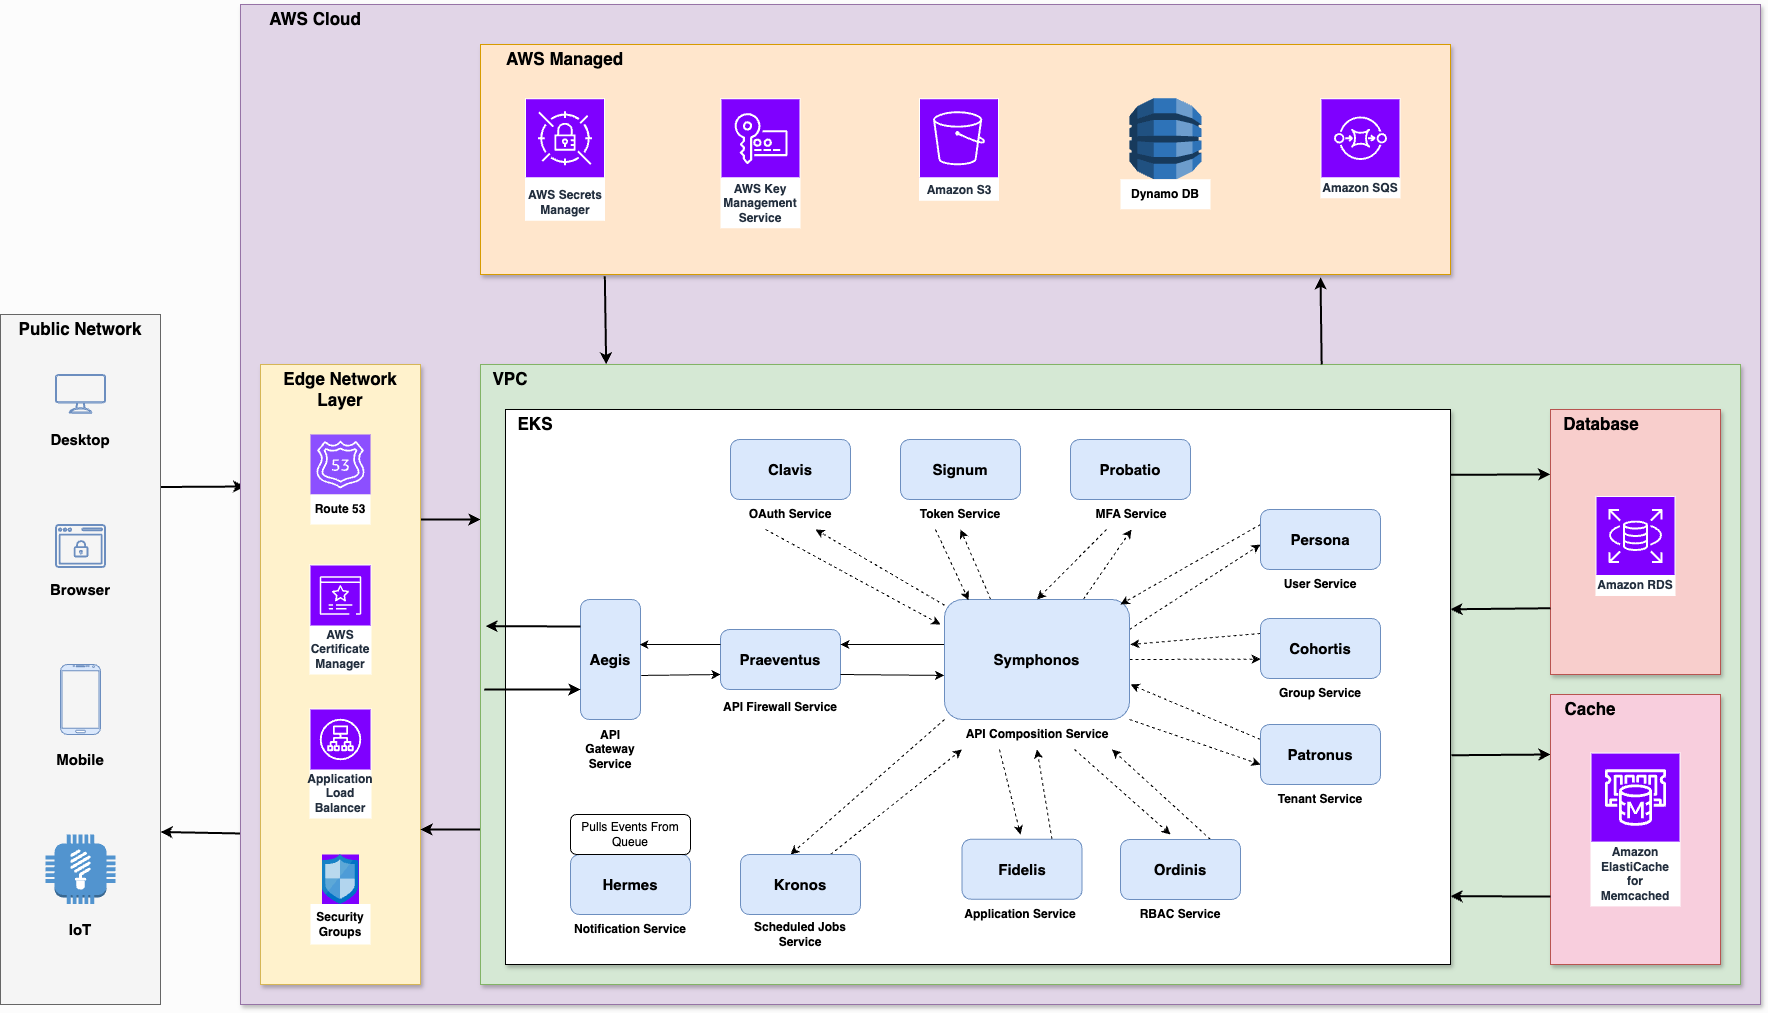 AWS Cloud
AWS Managed
AWS Secrets
Manager
AWS Key
Management
Service
Amazon S3
Dynamo DB
Amazon SQS
Public Network
Desktop
Browser
Mobile
IoT
Edge Network
Layer
53
Route 53
AWS
Certificate
Manager
Application
Load
Balancer
Security
Groups
VPC
EKS
Clavis
OAuth Service
Signum
Token Service
Probatio
MFA Service
Persona
User Service
Aegis
API
Gateway
Service
Praeventus
API Firewall Service
Symphonos
API Composition Service
Cohortis
Group Service
Patronus
Tenant Service
Pulls Events From
Queue
Hermes
Notification Service
Kronos
Scheduled Jobs
Service
Fidelis
Application Service
Ordinis
RBAC Service
Database
Amazon RDS
Cache
M
Amazon
ElastiCache
for
Memcached